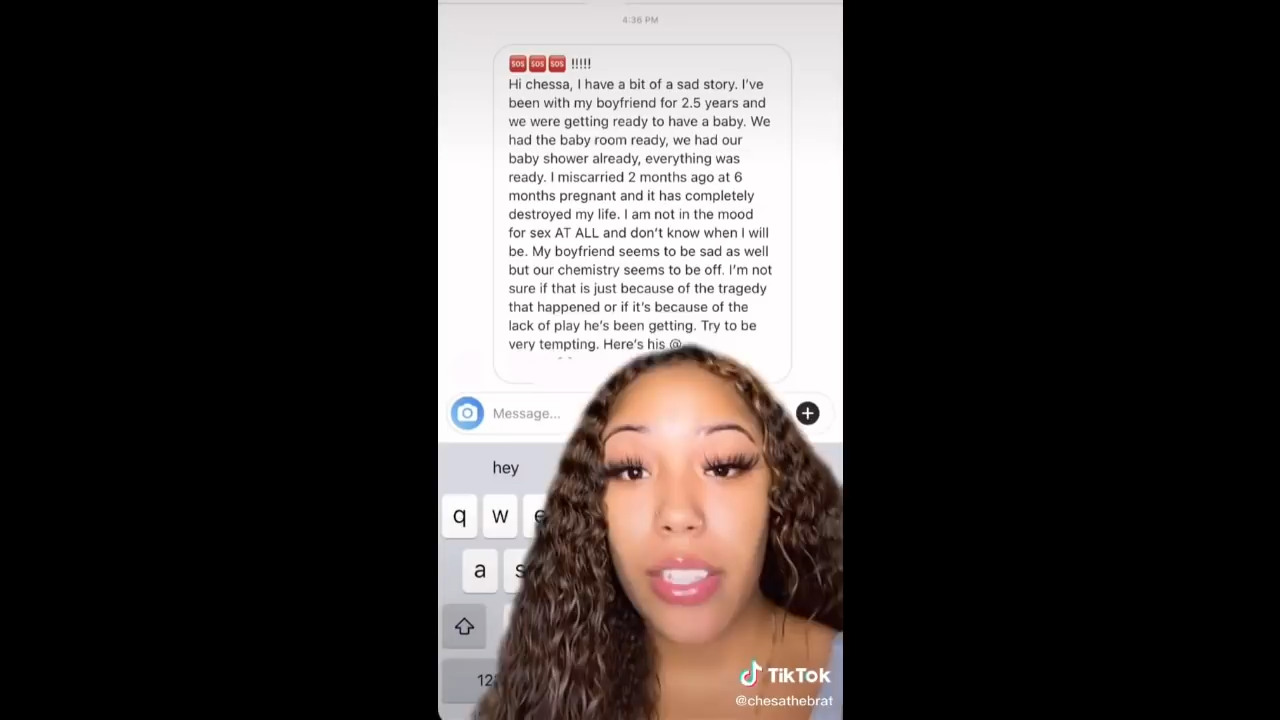 4:36 PM
🆘🆘🆘 !!!!!
Hi chessa, I have a bit of a sad story. I've
been with my boyfriend for 2.5 years and
we were getting ready to have a baby. We
had the baby room ready, we had our
baby shower already, everything was
ready. I miscarried 2 months ago at 6
months pregnant and it has completely
destroyed my life. I am not in the mood
for sex AT ALL and don't know when I will
be. My boyfriend seems to be sad as well
but our chemistry seems to be off. I'm not
sure if that is just because of the tragedy
that happened or if it's because of the
lack of play he's been getting. Try to be
very tempting. Here's his @
Message...
hey
q w e
a s
12
TikTok
@chesathebrat